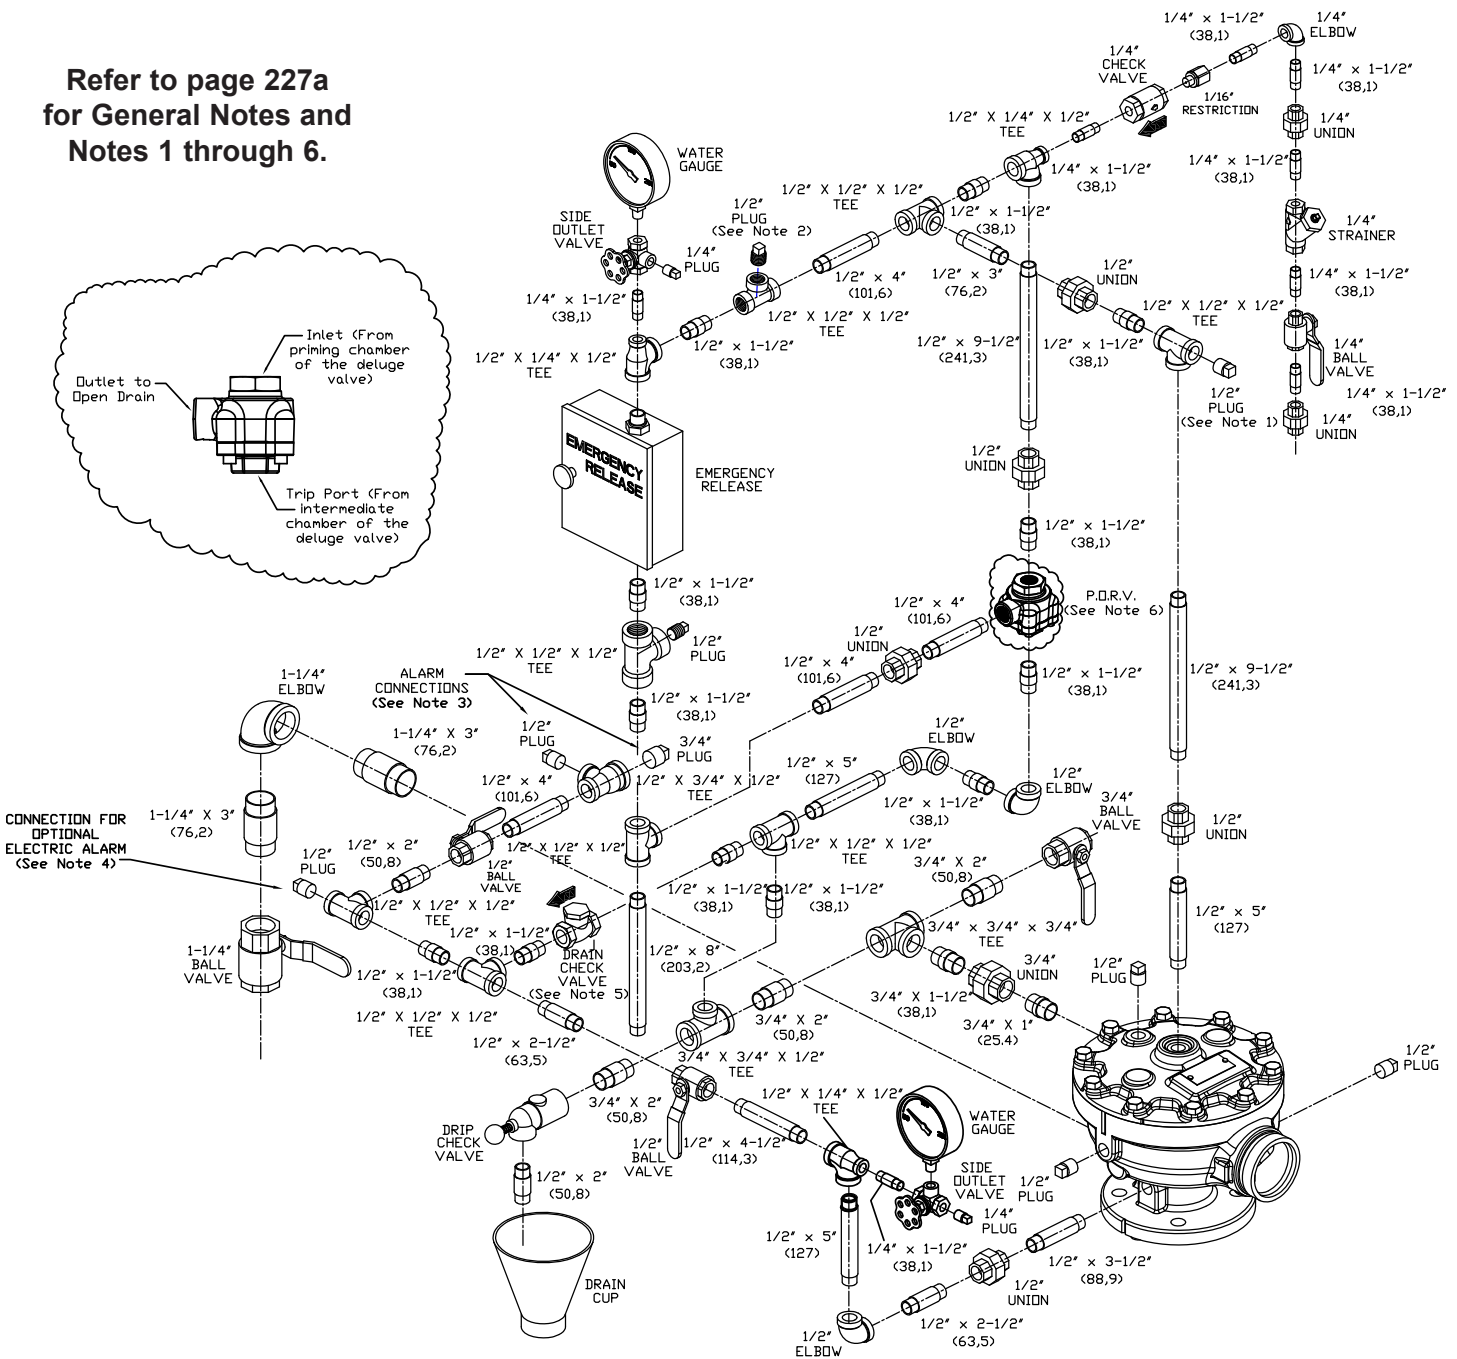 Refer to page 227a
for General Notes and
Notes 1 through 6.
1/4" x 1-1/2"
(38,1)
1/4"
ELBOW
1/4"
CHECK
VALVE
1/16"
RESTRICTION
1/4" x 1-1/2"
(38,1)
1/4"
UNION
1/2" X 1/4" X 1/2"
TEE
1/4" x 1-1/2"
(38,1)
1/4" x 1-1/2"
(38,1)
WATER
GAUGE
1/2" X 1/2" X 1/2"
TEE
1/2"
PLUG
(See Note 2)
1/2" x 1-1/2"
(38,1)
SIDE
OUTLET
VALVE
1/4"
PLUG
1/4"
STRAINER
1/4" x 1-1/2"
(38,1)
1/2" x 4"
(101,6)
1/2" x 3"
(76,2)
1/2"
UNION
1/4" x 1-1/2"
(38,1)
1/2" X 1/2" X 1/2"
TEE
1/2" X 1/2" X 1/2"
TEE
1/2" x 1-1/2"
(38,1)
1/2" X 1/4" X 1/2"
TEE
1/2" x 9-1/2"
(241,3)
1/2" x 1-1/2"
(38,1)
1/4"
BALL
VALVE
1/4" x 1-1/2"
(38,1)
1/2"
PLUG
(See Note 1)
1/4"
UNION
Inlet (From
priming chamber
of the deluge
valve)
Outlet to
Open Drain
Trip Port (From
intermediate
chamber of the
deluge valve)
EMERGENCY
RELEASE
EMERGENCY
RELEASE
1/2"
UNION
1/2" x 1-1/2"
(38,1)
1/2" x 1-1/2"
(38,1)
P.O.R.V.
(See Note 6)
1/2" x 4"
(101,6)
1/2"
UNION
1/2" x 4"
(101,6)
1/2" X 1/2" X 1/2"
TEE
1/2"
PLUG
1/2" x 1-1/2"
(38,1)
1/2" x 9-1/2"
(241,3)
1-1/4"
ELBOW
ALARM
CONNECTIONS
(See Note 3)
1/2" x 1-1/2"
(38,1)
1/2"
PLUG
3/4"
PLUG
1-1/4" X 3"
(76,2)
1/2"
ELBOW
1/2" x 4"
(101,6)
1/2" X 3/4" X 1/2"
TEE
1/2" x 5"
(127)
1/2" x 1-1/2"
(38,1)
1/2"
ELBOW
3/4"
BALL
VALVE
1/2"
UNION
CONNECTION FOR
OPTIONAL
ELECTRIC ALARM
(See Note 4)
1-1/4" X 3"
(76,2)
1/2"
PLUG
1/2" x 2"
(50,8)
1/2"
BALL
VALVE
1/2" X 1/2" X 1/2"
TEE
1/2" X 1/2" X 1/2"
TEE
3/4" X 2"
(50,8)
1/2" x 1-1/2"
(38,1)
1/2" x 1-1/2"
(38,1)
1/2" X 1/2" X 1/2"
TEE
3/4" x 3/4" x 3/4"
TEE
1/2" x 5"
(127)
1-1/4"
BALL
VALVE
1/2" x 1-1/2"
(38,1)
DRAIN
CHECK
VALVE
(See Note 5)
1/2" x 8"
(203,2)
1/2" x 1-1/2"
(38,1)
3/4"
UNION
1/2"
PLUG
3/4" X 1-1/2"
(38,1)
3/4" X 1"
(25.4)
1/2" X 1/2" X 1/2"
TEE
1/2" x 2-1/2"
(63,5)
3/4" X 2"
(50,8)
3/4" X 3/4" X 1/2"
TEE
1/2"
PLUG
3/4" X 2"
(50,8)
1/2" X 1/4" X 1/2"
TEE
WATER
GAUGE
DRIP
CHECK
VALVE
1/2"
BALL
VALVE
1/2" x 4-1/2"
(114,3)
1/2" x 2"
(50,8)
SIDE
OUTLET
VALVE
1/2"
PLUG
1/4"
PLUG
1/2" x 5"
(127)
1/4" x 1-1/2"
(38,1)
1/2" x 3-1/2"
(88,9)
DRAIN
CUP
1/2"
UNION
1/2" x 2-1/2"
(63,5)
1/2"
ELBOW